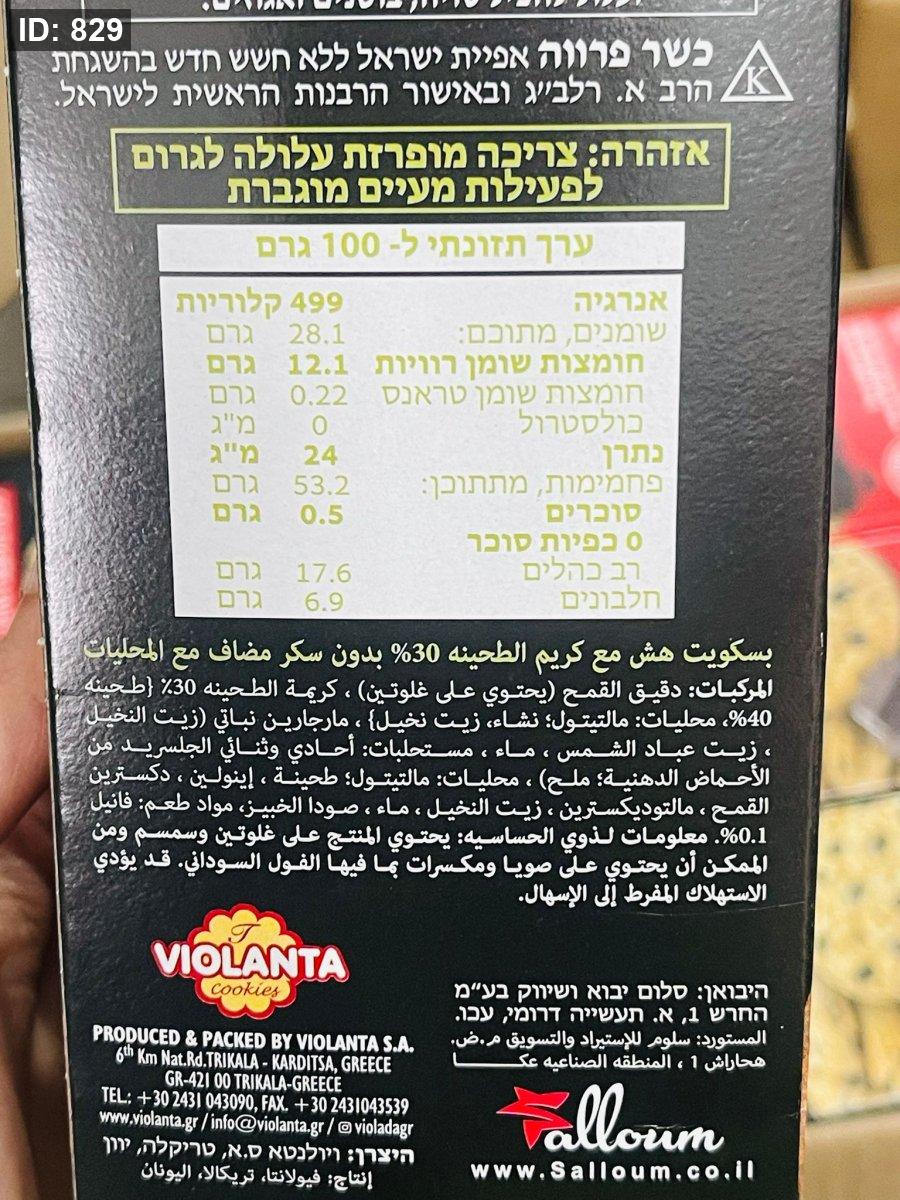 ID: 829
כשר פרווה אפיית ישראל ללא חשש חדש בהשגחת
הרב א. רלב״ג ובאישור הרבנות הראשית לישראל.
K
אזהרה: צריכה מופרזת עלולה לגרום
לפעילות מעיים מוגברת
ערך תזונתי ל- 100 גרם
אנרגיה 499 קלוריות
שומנים, מתוכם: 28.1 גרם
חומצות שומן רוויות 12.1 גרם
חומצות שומן טראנס 0.22 גרם
כולסטרול 0 מ"ג
נתרן 24 מ"ג
פחמימות, מתתוכן: 53.2 גרם
סוכרים 0.5 גרם
0 כפיות סוכר
רב כהלים 17.6 גרם
חלבונים 6.9 גרם
بسكويت هش مع كريم الطحينه 30% بدون سكر مضاف مع المحليات
المركبات: دقيق القمح (يحتوي على غلوتين) ، كريمة الطحينه 30٪ {طحينه
40%، محليات: مالتيتول؛ نشاء، زيت نخيل} ، مارجارين نباتي (زيت النخيل
، زيت عباد الشمس ، ماء ، مستحلبات: أحادي وثنائي الجلسريد من
الأحماض الدهنية؛ ملح) ، محليات: مالتيتول؛ طحينة ، إينولين ، دكسترين
القمح ، مالتوديكسترين ، زيت النخيل ، ماء ، صودا الخبيز، مواد طعم: فانيل
0.1%. معلومات لذوي الحساسيه: يحتوي المنتج على غلوتين وسمسم ومن
الممكن أن يحتوي على صويا ومكسرات بما فيها الفول السوداني. قد يؤدي
الاستهلاك المفرط إلى الإسهال.
VIOLANTA
cookies
PRODUCED & PACKED BY VIOLANTA S.A.
6th Km Nat.Rd.TRIKALA - KARDITSA, GREECE
GR-421 00 TRIKALA-GREECE
TEL.: +30 2431 043090, FAX. +30 2431043539
www.violanta.gr / info@violanta.gr / violadagr
היצרן: ויולנטא ס.א, טריקלה, יוון
إنتاج: فيولانتا، تريكالا، اليونان
היבואן: סלום יבוא ושיווק בע״מ
החרש 1, א. תעשייה דרומי, עכו.
المستورد: سلوم للإستيراد والتسويق م.ض.
هحاراش 1 ، المنطقه الصناعيه عكا
Salloum
www.Salloum.co.il